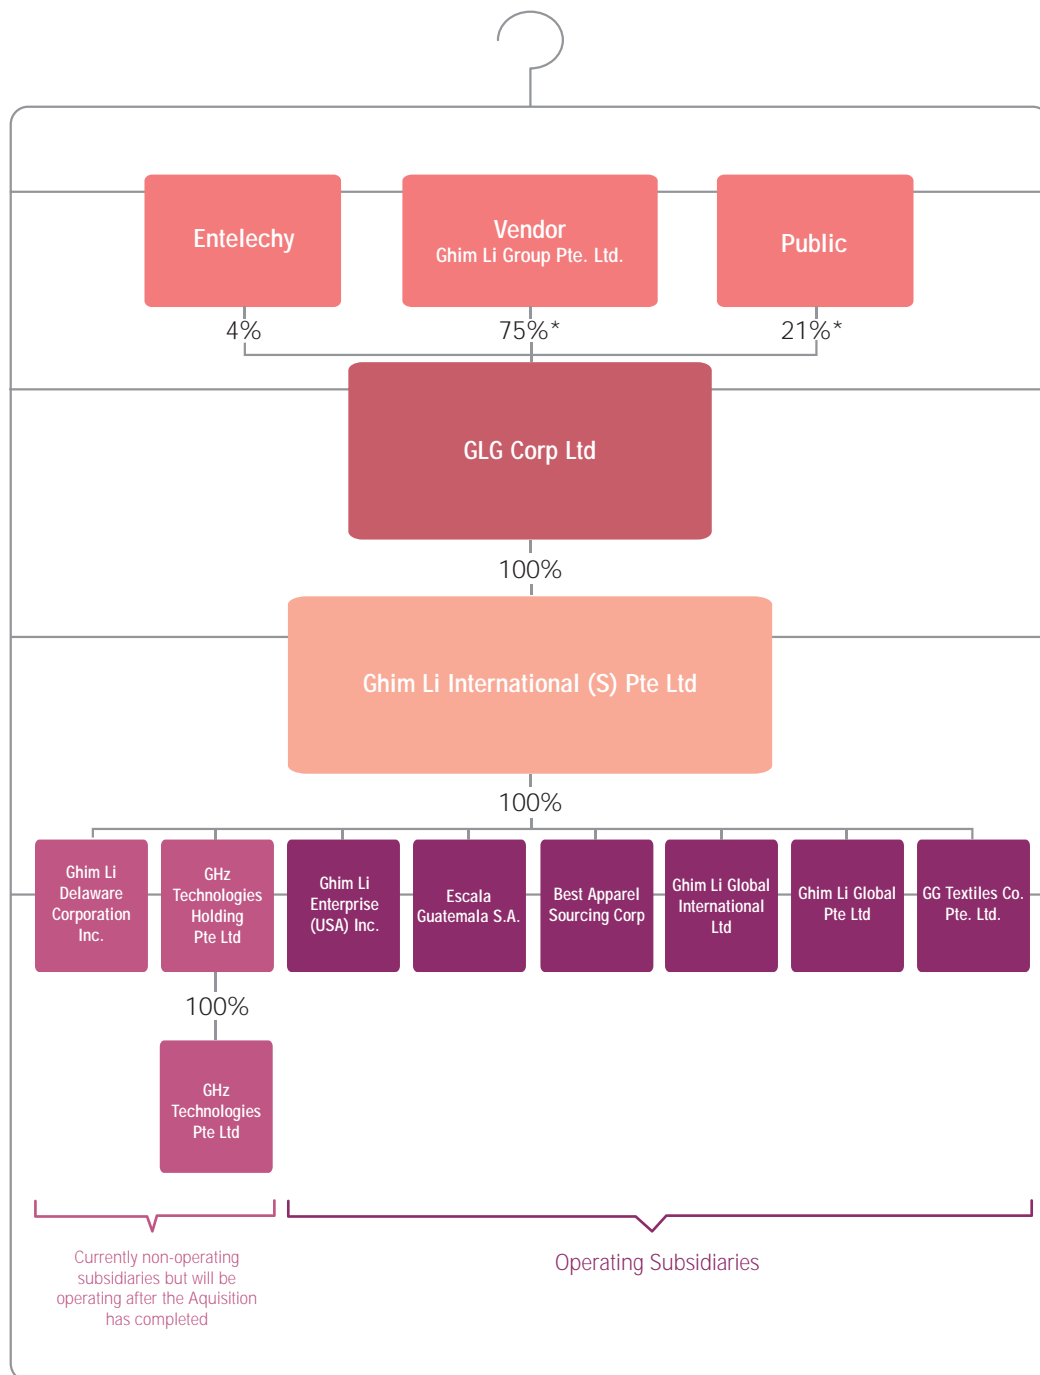 Entelechy
Vendor
Ghim Li Group Pte. Ltd.
Public
4%
75%*
21%*
GLG Corp Ltd
100%
Ghim Li International (S) Pte Ltd
100%
Ghim Li
Delaware
Corporation
Inc.
GHz
Technologies
Holding
Pte Ltd
Ghim Li
Enterprise
(USA) Inc.
Escala
Guatemala S.A.
Best Apparel
Sourcing Corp
Ghim Li Global
International
Ltd
Ghim Li Global
Pte Ltd
GG Textiles Co.
Pte. Ltd.
100%
GHz
Technologies
Pte Ltd
Currently non-operating
subsidiaries but will be
operating after the Aquisition
has completed
Operating Subsidiaries